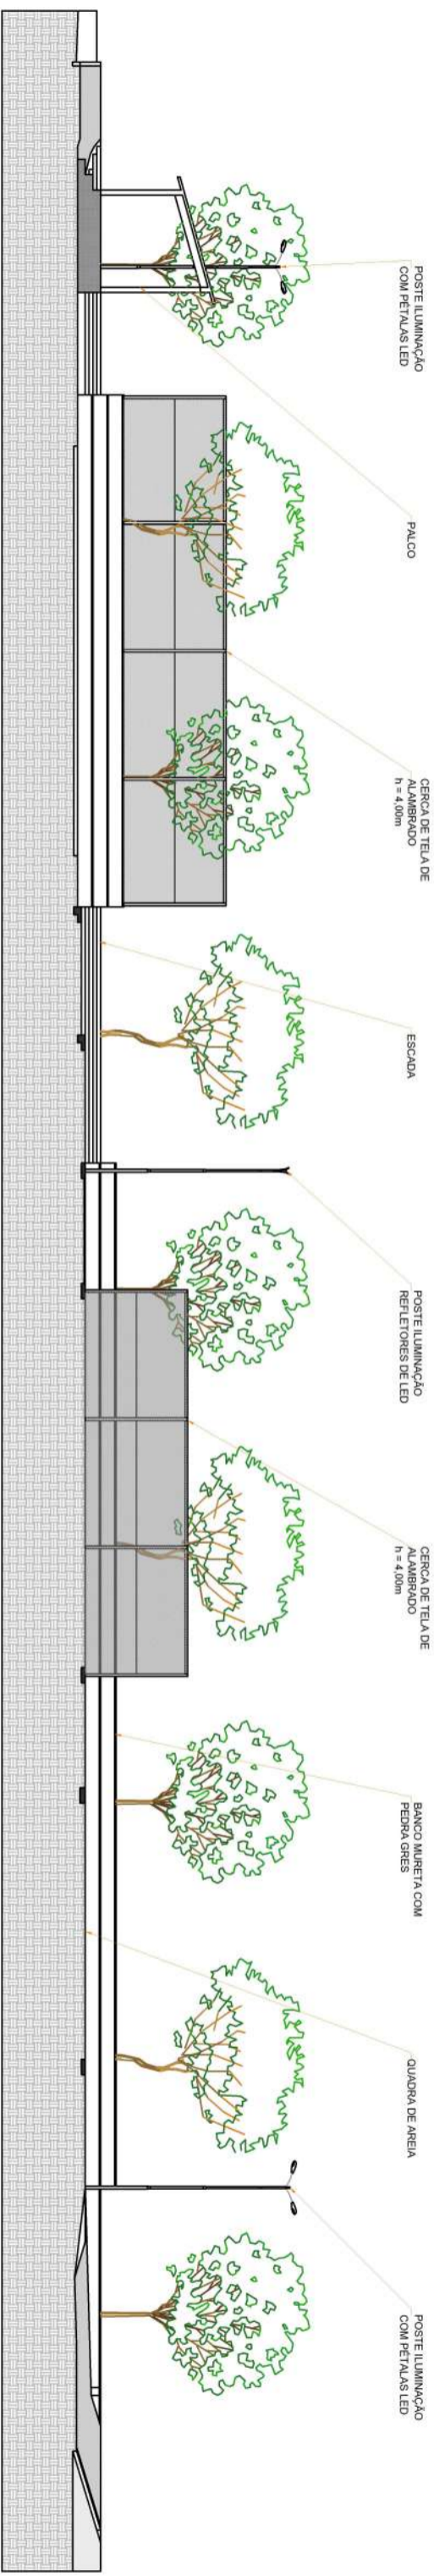 POSTE ILUMINAÇÃO
COM PÉTALAS LED
PALCO
CERCA DE TELA DE
ALAMBRADO
h = 4,00m
ESCADA
POSTE ILUMINAÇÃO
REFLETORES DE LED
CERCA DE TELA DE
ALAMBRADO
h = 4,00m
BANCO MURETA COM
PEDRA GRES
QUADRA DE AREIA
POSTE ILUMINAÇÃO
COM PÉTALAS LED